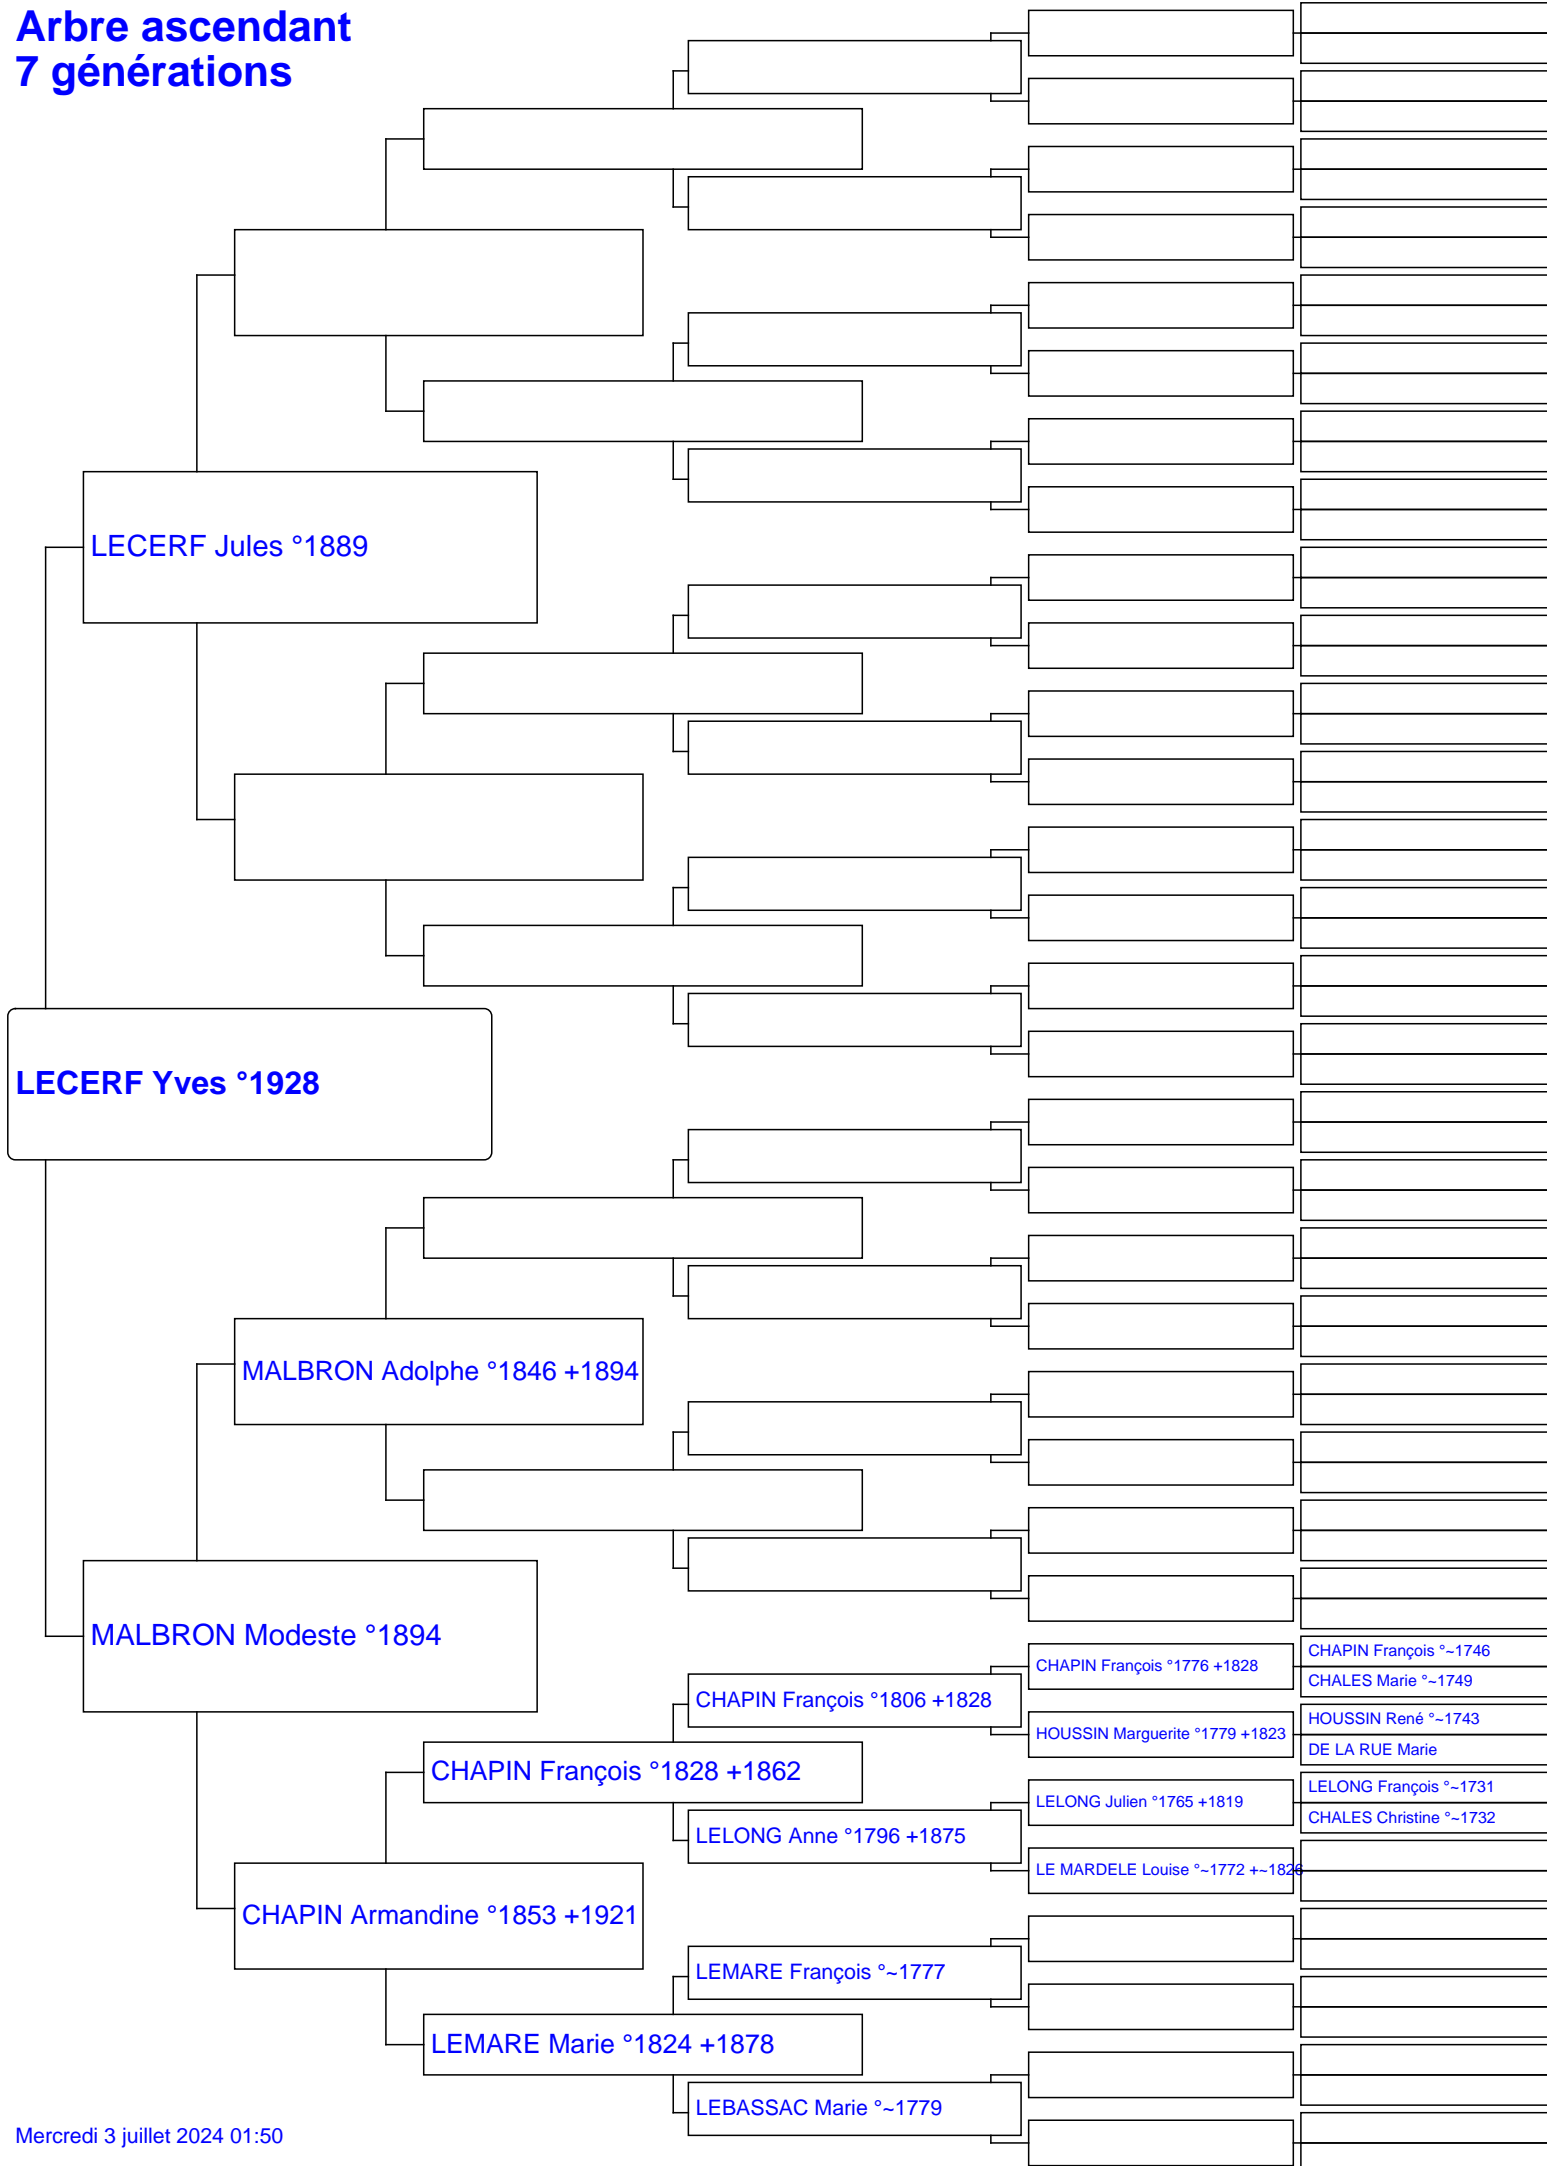 Arbre ascendant
7 générations
LECERF Jules °1889
LECERF Yves °1928
MALBRON Adolphe °1846 +1894
MALBRON Modeste °1894
CHAPIN François °1776 +1828
CHAPIN François °~1746
CHALES Marie °~1749
CHAPIN François °1806 +1828
HOUSSIN Marguerite °1779 +1823
HOUSSIN René °~1743
DE LA RUE Marie
CHAPIN François °1828 +1862
LELONG Julien °1765 +1819
LELONG François °~1731
CHALES Christine °~1732
LELONG Anne °1796 +1875
LE MARDELE Louise °~1772 +~1826
CHAPIN Armandine °1853 +1921
LEMARE François °~1777
LEMARE Marie °1824 +1878
LEBASSAC Marie °~1779
Mercredi 3 juillet 2024 01:50